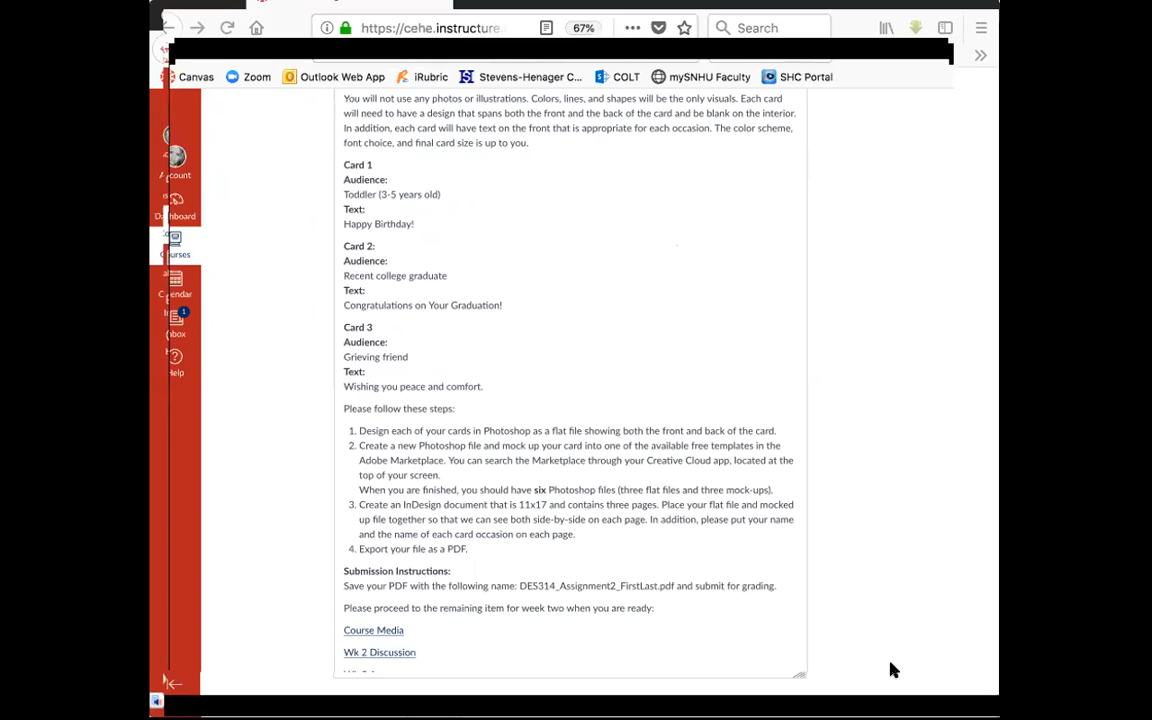 https://cehe.instructure.
67%
Search
Canvas Zoom Outlook Web App iRubric Stevens-Henager C... COLT mySNHU Faculty SHC Portal
Dashboard
1
Help
You will not use any photos or illustrations. Colors, lines, and shapes will be the only visuals. Each card
will need to have a design that spans both the front and the back of the card and be blank on the interior.
In addition, each card will have text on the front that is appropriate for each occasion. The color scheme,
font choice, and final card size is up to you.
Card 1
Audience:
Toddler (3-5 years old)
Text:
Happy Birthday!
Card 2:
Audience:
Recent college graduate
Text:
Congratulations on Your Graduation!
Card 3
Audience:
Grieving friend
Text:
Wishing you peace and comfort.
Please follow these steps:
1. Design each of your cards in Photoshop as a flat file showing both the front and back of the card.
2. Create a new Photoshop file and mock up your card into one of the available free templates in the
Adobe Marketplace. You can search the Marketplace through your Creative Cloud app, located at the
top of your screen.
When you are finished, you should have six Photoshop files (three flat files and three mock-ups).
3. Create an InDesign document that is 11x17 and contains three pages. Place your flat file and mocked
up file together so that we can see both side-by-side on each page. In addition, please put your name
and the name of each card occasion on each page.
4. Export your file as a PDF.
Submission Instructions:
Save your PDF with the following name: DES314_Assignment2_FirstLast.pdf and submit for grading.
Please proceed to the remaining item for week two when you are ready:
Course Media
Wk 2 Discussion